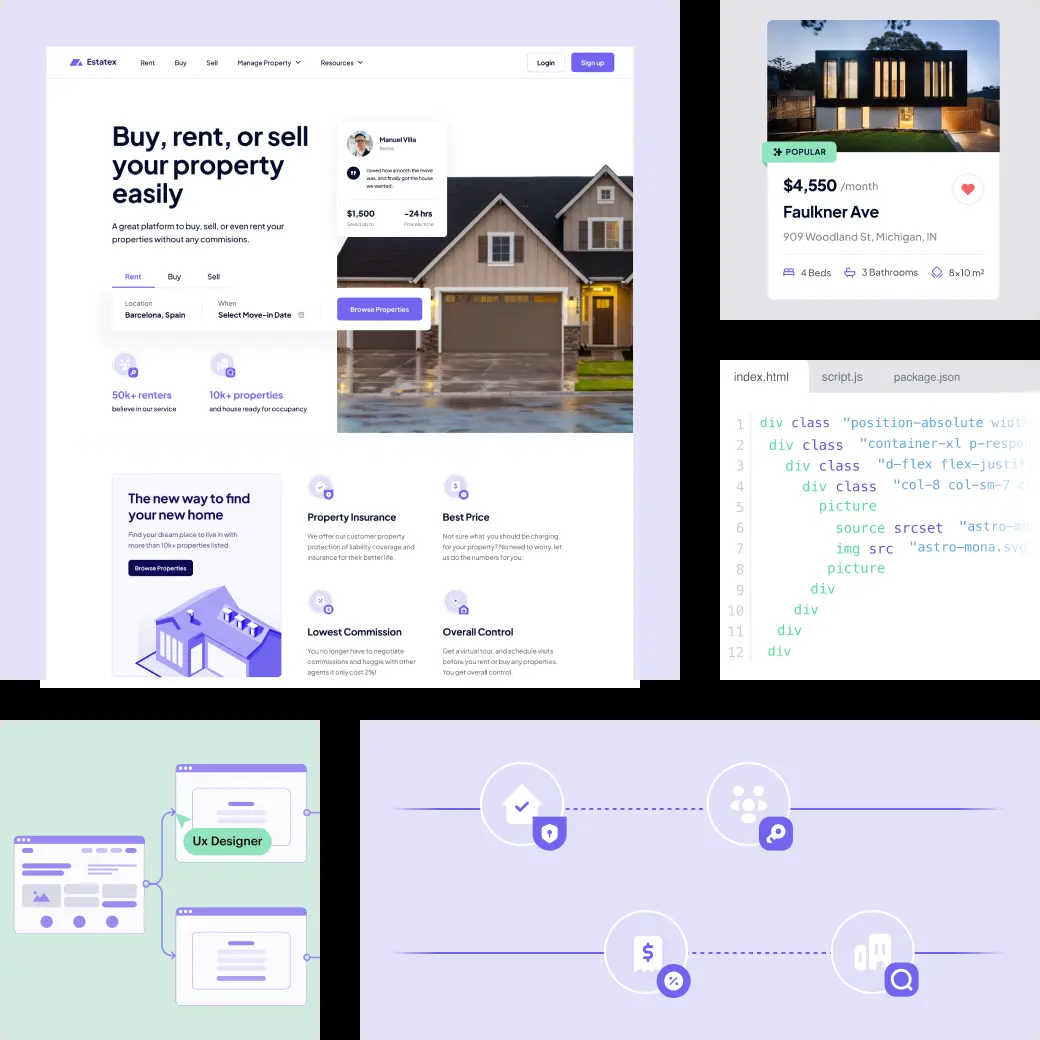 Estatex
Rent
Buy
Sell
Manage Property
Resources
Login
Sign up
Buy, rent, or sell
your property
easily
A great platform to buy, sell, or even rent your
properties without any commisions.
Manuel Villa
Renter
I loved how smooth the move
was, and finally got the house
we wanted.
$1,500
Saved up to
~24 hrs
Process time
Rent
Buy
Sell
Location
Barcelona, Spain
When
Select Move-in Date
Browse Properties
50k+ renters
believe in our service
10k+ properties
and house ready for occupancy
The new way to find
your new home
Find your dream place to live in with
more than 10k+ properties listed.
Browse Properties
Property Insurance
We offer our customer property
protection of liability coverage and
insurance for their better life.
Best Price
Not sure what you should be charging
for your property? No need to worry, let
us do the numbers for you.
Lowest Commission
You no longer have to negotiate
commissions and haggle with other
agents it only cost 2%!
Overall Control
Get a virtual tour, and schedule visits
before you rent or buy any properties.
You get overall control.
POPULAR
$4,550 /month
Faulkner Ave
909 Woodland St, Michigan, IN
4 Beds
3 Bathrooms
8x10 m²
index.html
script.js
package.json
1 div class "position-absolute width
2 div class "container-xl p-respo
3 div class "d-flex flex-justif
4 div class "col-8 col-sm-7 c
5 picture
6 source srcset "astro-mo
7 img src "astro-mona.svg
8 picture
9 div
10 div
11 div
12 div
Ux Designer
$
%